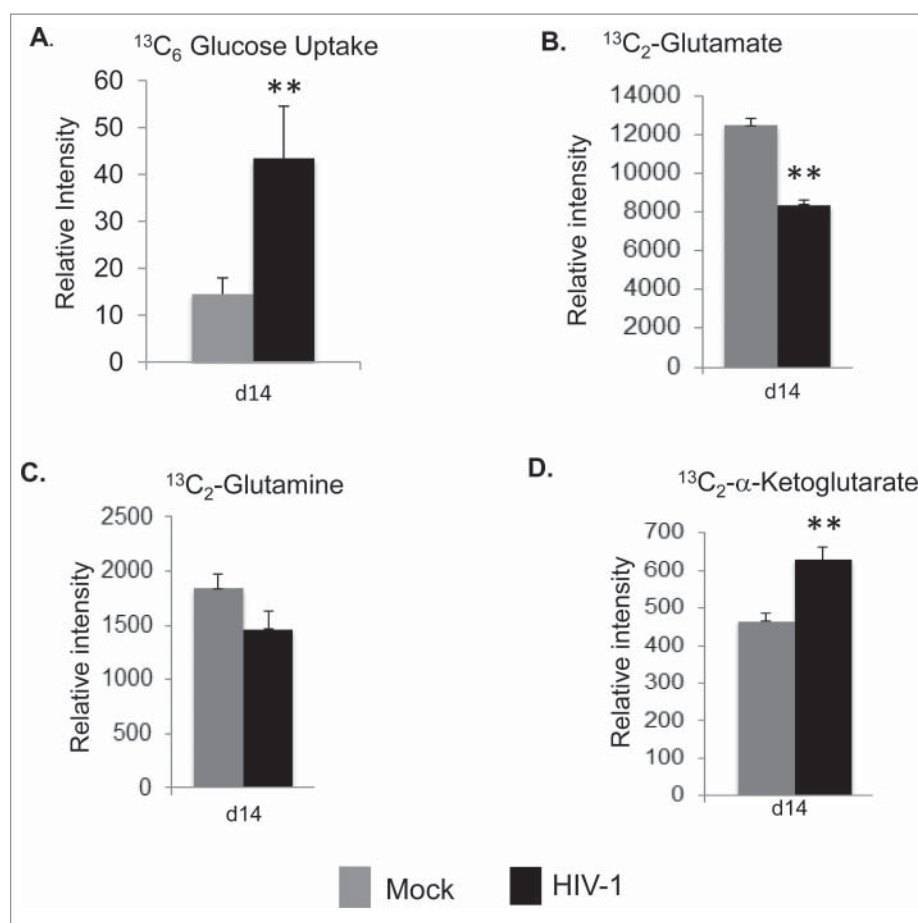 A.
¹³C₆ Glucose Uptake
60
50
40
30
20
10
0
Relative Intensity
**
d14
B.
¹³C₂-Glutamate
14000
12000
10000
8000
6000
4000
2000
0
Relative intensity
**
d14
C.
¹³C₂-Glutamine
2500
2000
1500
1000
500
0
Relative intensity
d14
D.
¹³C₂-α-Ketoglutarate
700
600
500
400
300
200
100
0
Relative intensity
**
d14
Mock
HIV-1